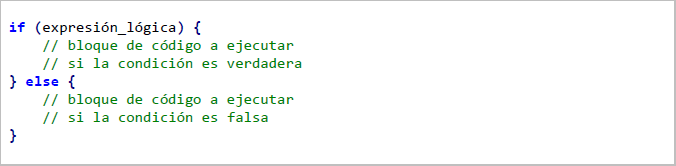 if (expresión_lógica) {
    // bloque de código a ejecutar
    // si la condición es verdadera
} else {
    // bloque de código a ejecutar
    // si la condición es falsa
}